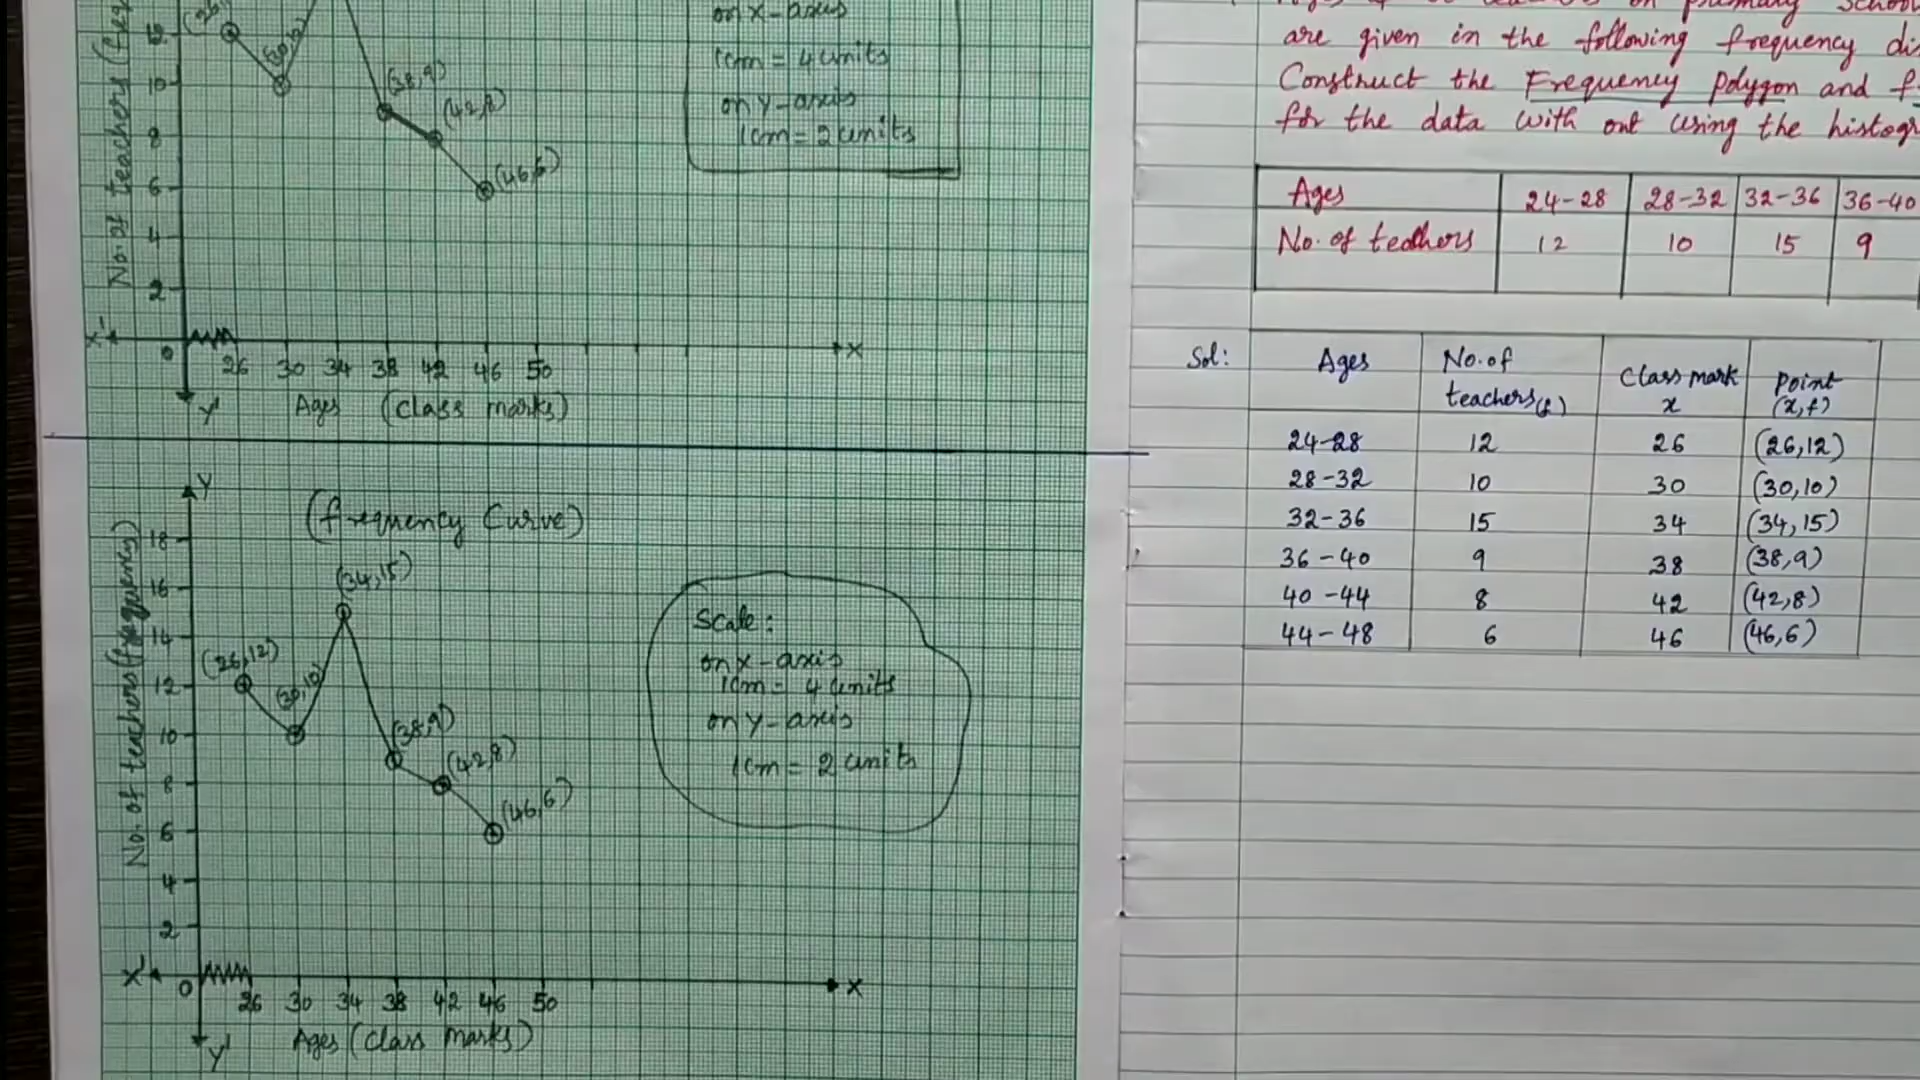 12
10
8
6
4
2
No. of teachers
(30,10)
(38,9)
(42,8)
(46,6)
on x-axis
1cm = 4 units
on y-axis
1cm = 2 units
X'
0
26 30 34 38 42 46 50
X
Y'
Ages (class marks)
Y
(frequency Curve)
No. of teachers (frequency)
18
16
14
12
10
8
6
4
2
(26,12)
(30,10)
(34,15)
(38,9)
(42,8)
(46,6)
Scale:
on x-axis
1cm = 4 units
on y-axis
1cm = 2 units
X'
0
26 30 34 38 42 46 50
X
Y'
Ages (class marks)
primary School
are given in the following frequency
Construct the Frequency polygon and
for the data with out using the
Ages 24-28 28-32 32-36 36-40
No. of teachers 12 10 15 9
Sol:
Ages No. of teachers (f) Class mark x point (x,f)
24-28 12 26 (26,12)
28-32 10 30 (30,10)
32-36 15 34 (34,15)
36-40 9 38 (38,9)
40-44 8 42 (42,8)
44-48 6 46 (46,6)